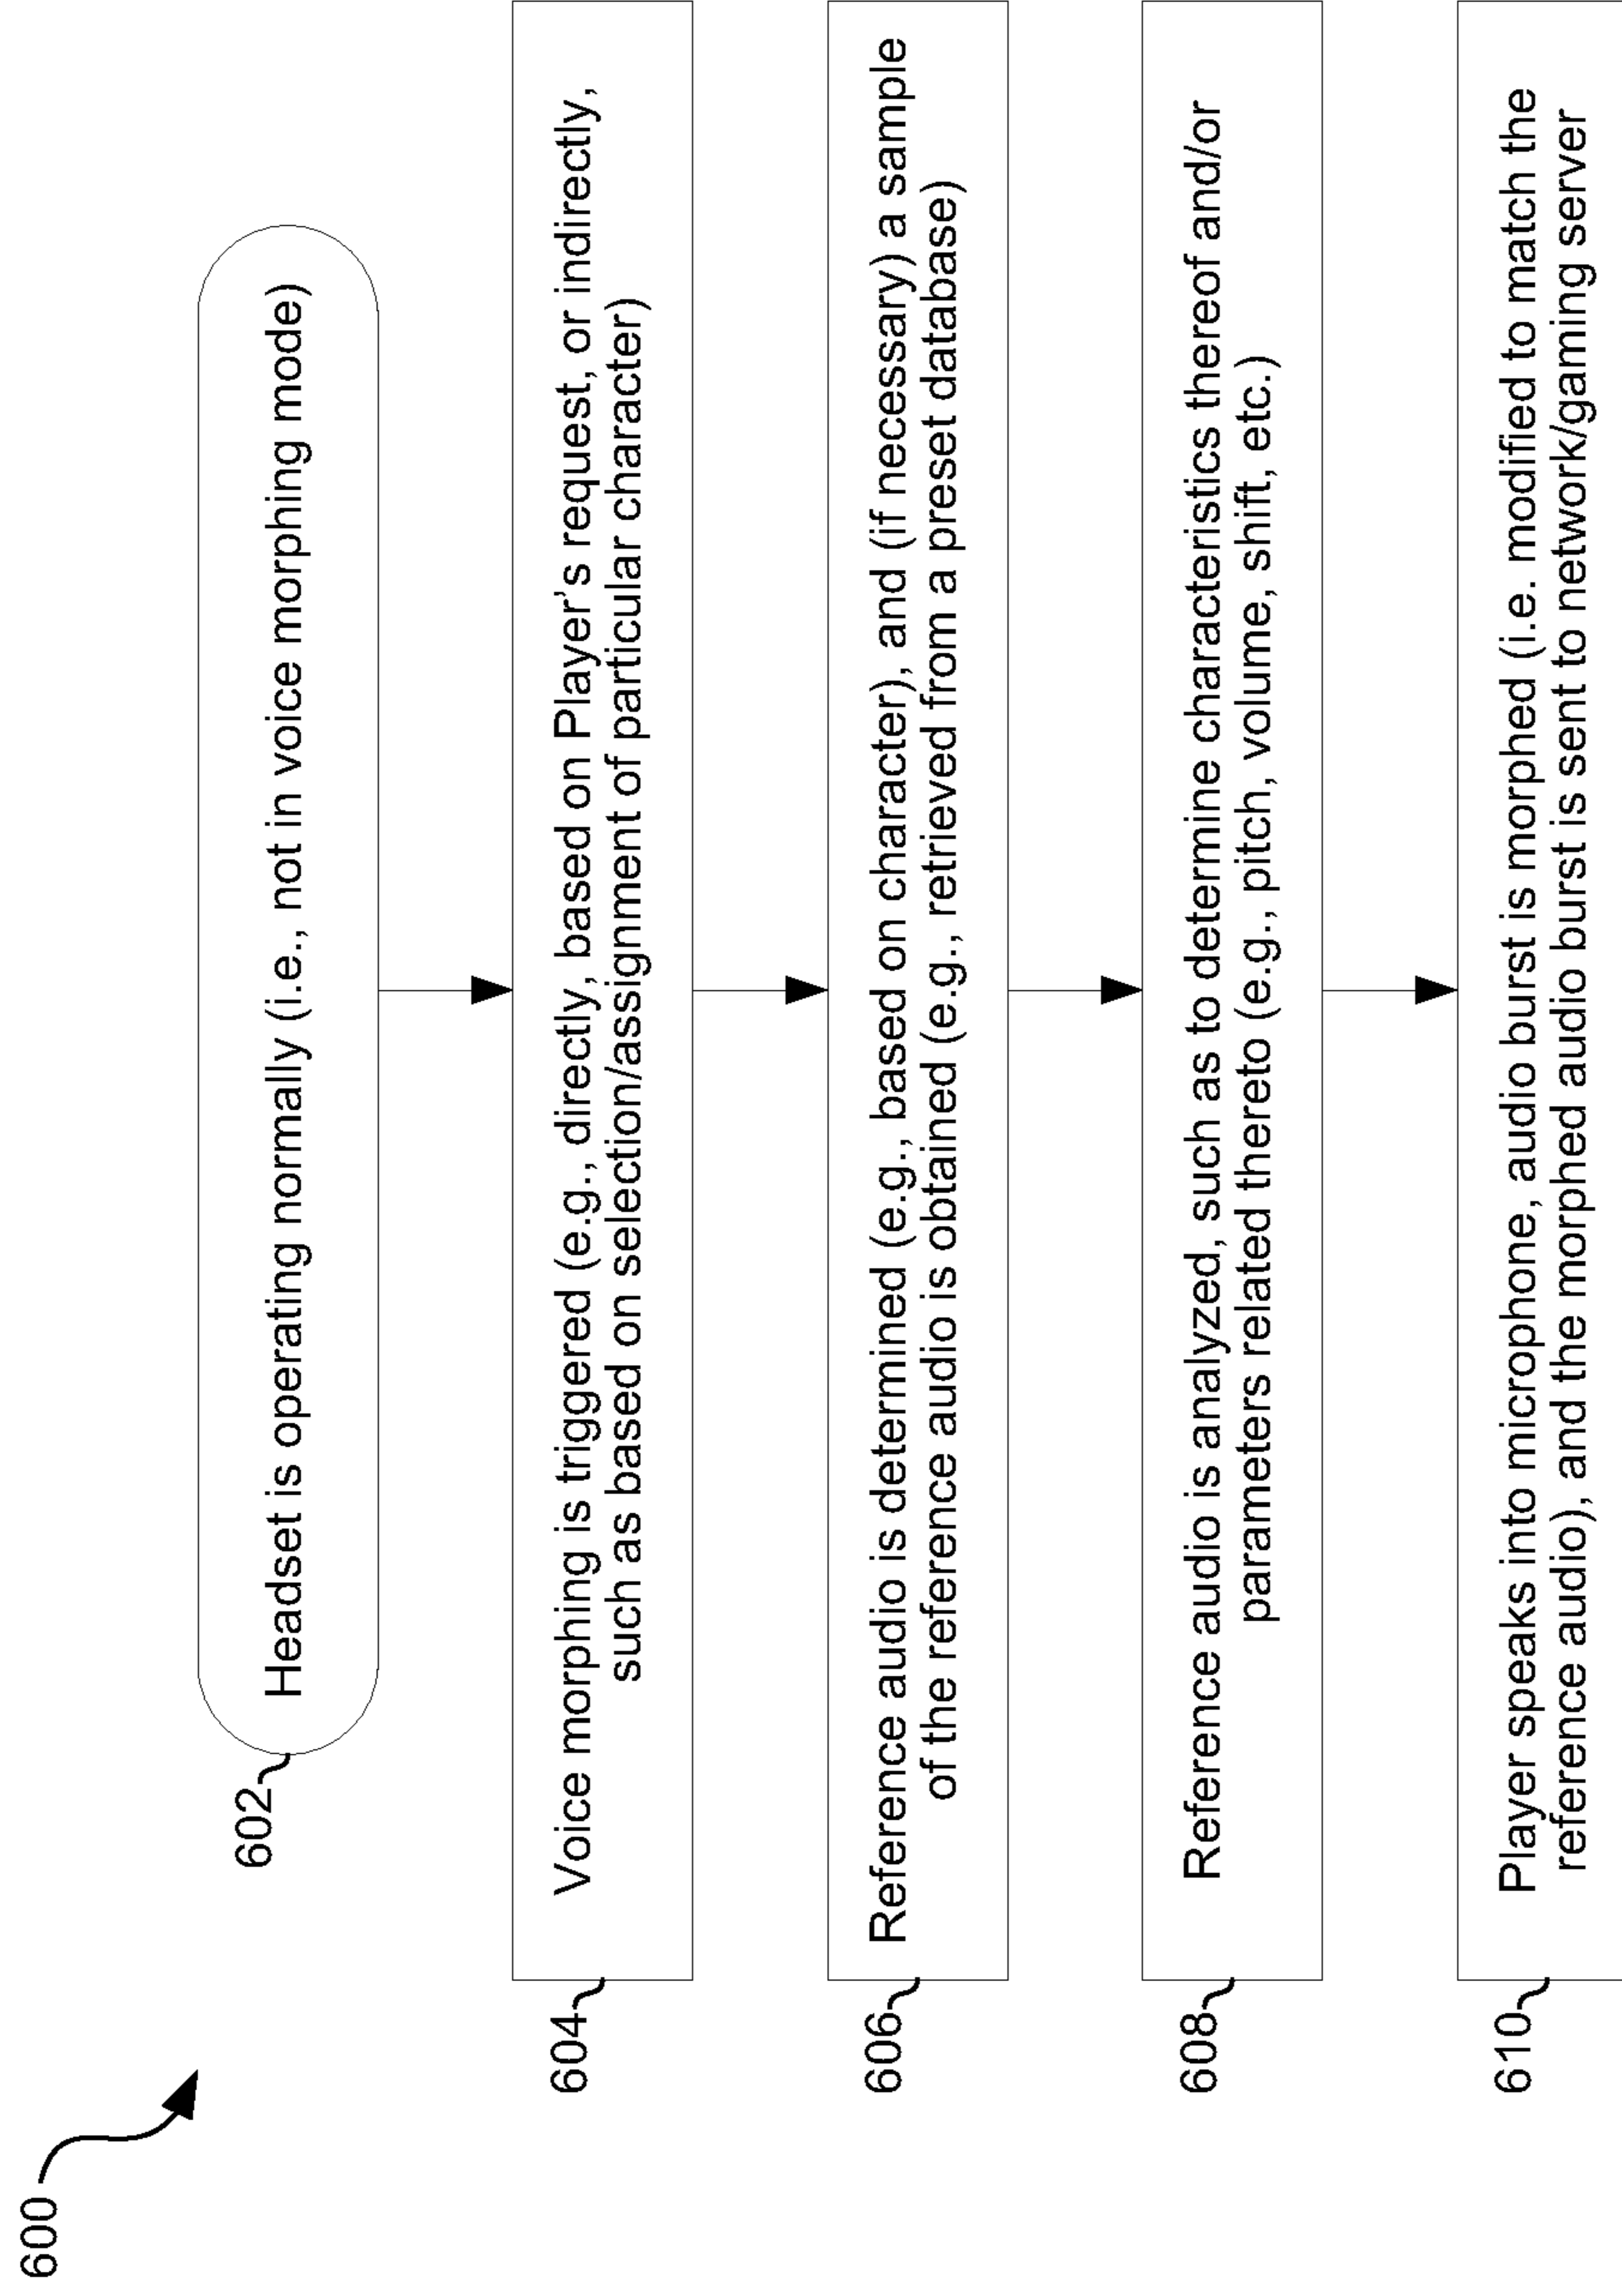 600
602
Headset is operating normally (i.e., not in voice morphing mode)
604
Voice morphing is triggered (e.g., directly, based on Player's request, or indirectly,
such as based on selection/assignment of particular character)
606
Reference audio is determined (e.g., based on character), and (if necessary) a sample
of the reference audio is obtained (e.g., retrieved from a preset database)
608
Reference audio is analyzed, such as to determine characteristics thereof and/or
parameters related thereto (e.g., pitch, volume, shift, etc.)
610
Player speaks into microphone, audio burst is morphed (i.e. modified to match the
reference audio), and the morphed audio burst is sent to network/gaming server